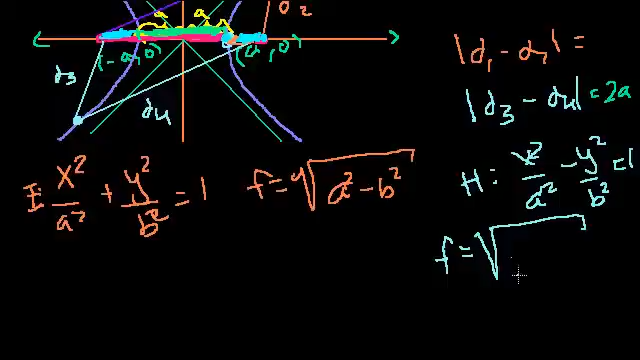 a a
d2
(-a,0) (a,0)
|d1 - d2| =
d3
d4
|d3 - d4| = 2a
E: x²/a² + y²/b² = 1 f = √(a² - b²)
H: x²/a² - y²/b² = 1
f = √